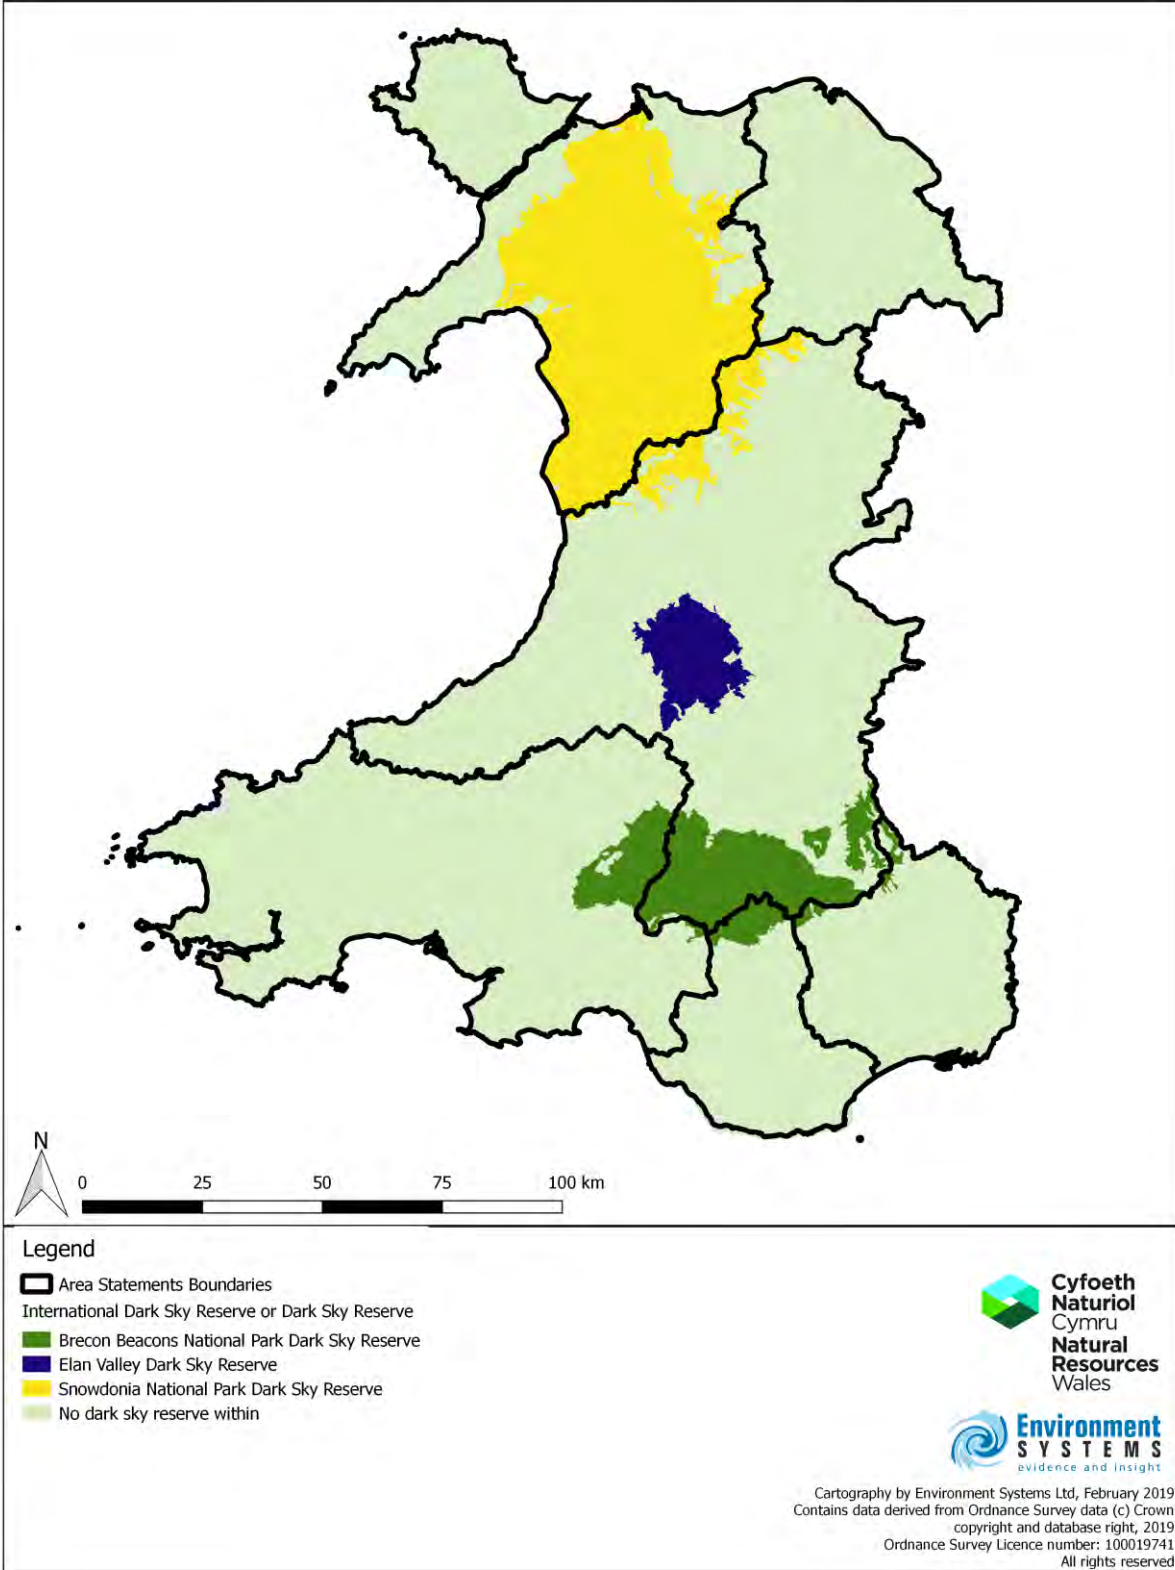 N
0 25 50 75 100 km
Legend
Area Statements Boundaries
International Dark Sky Reserve or Dark Sky Reserve
Brecon Beacons National Park Dark Sky Reserve
Elan Valley Dark Sky Reserve
Snowdonia National Park Dark Sky Reserve
No dark sky reserve within
Cyfoeth
Naturiol
Cymru
Natural
Resources
Wales
Environment
SYSTEMS
evidence and insight
Cartography by Environment Systems Ltd, February 2019
Contains data derived from Ordnance Survey data (c) Crown
copyright and database right, 2019
Ordnance Survey Licence number: 100019741
All rights reserved